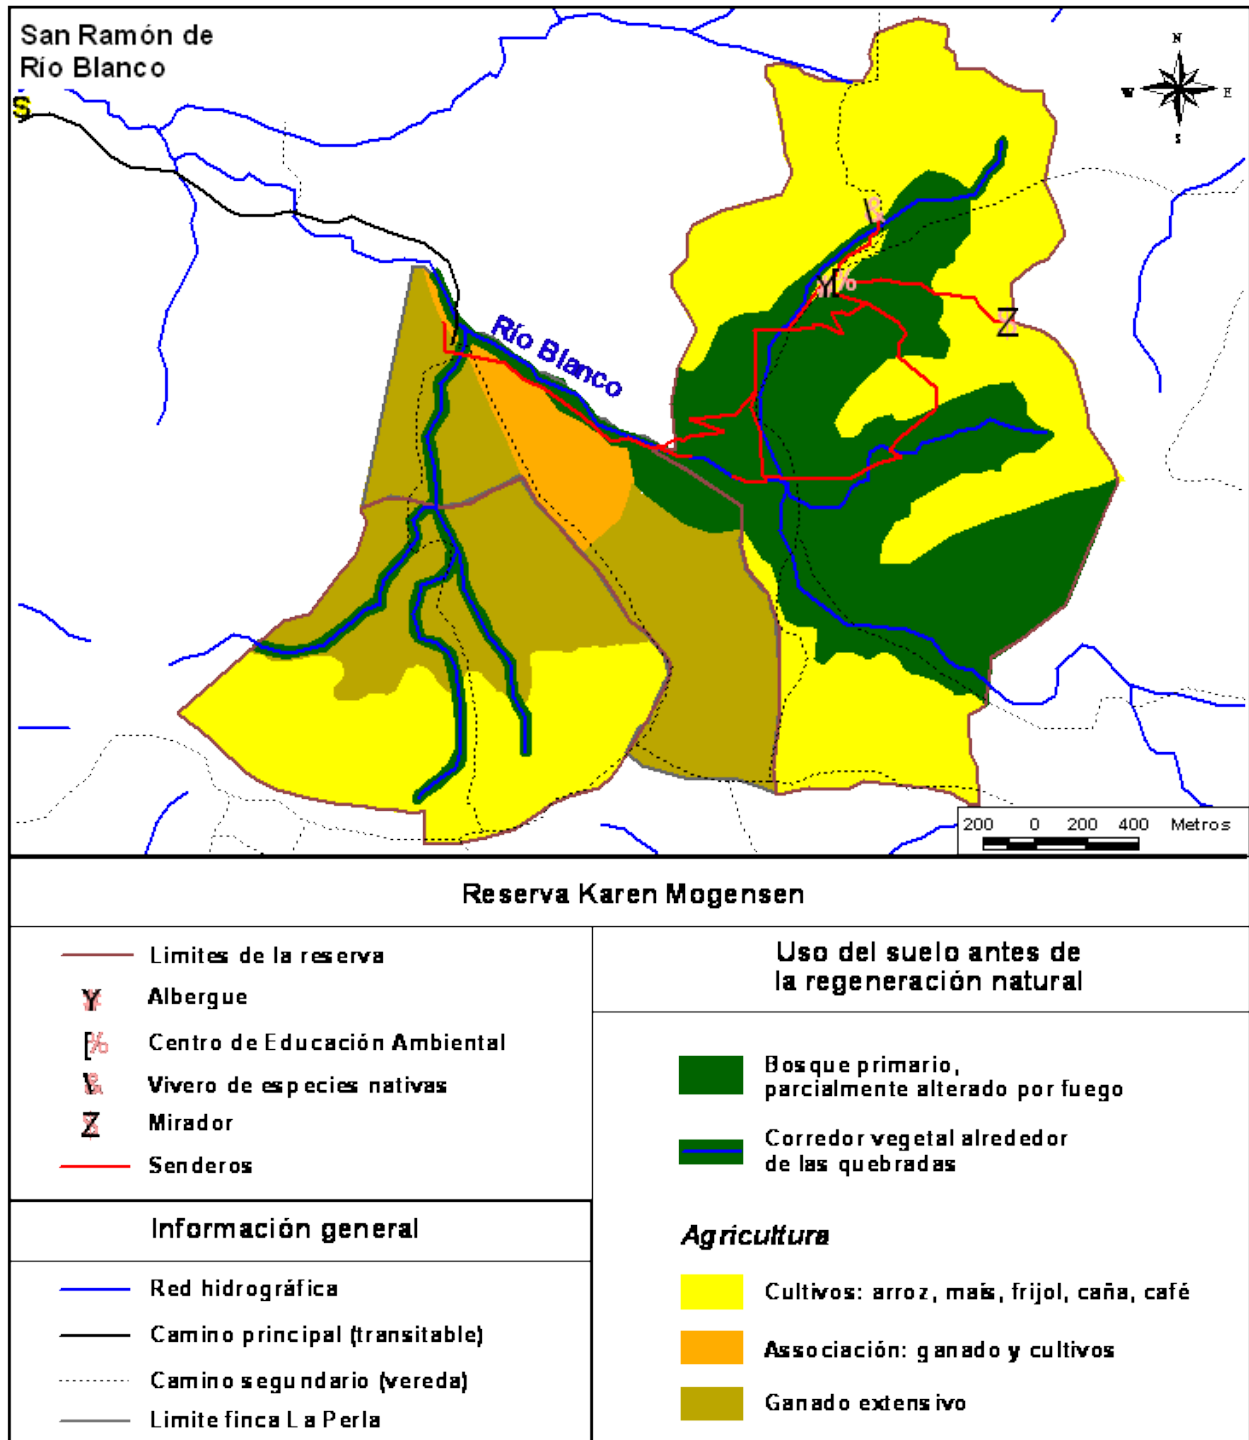 San Ramón de
Río Blanco
S
N
W E
S
Río Blanco
Y
[%
\&
Z
200 0 200 400 Metros
Reserva Karen Mogensen
Limites de la reserva
Y Albergue
[% Centro de Educación Ambiental
\& Vivero de especies nativas
Z Mirador
Senderos
Información general
Red hidrográfica
Camino principal (transitable)
Camino segundario (vereda)
Limite finca La Perla
Uso del suelo antes de
la regeneración natural
Bosque primario,
parcialmente alterado por fuego
Corredor vegetal alrededor
de las quebradas
Agricultura
Cultivos: arroz, maís, frijol, caña, café
Associación: ganado y cultivos
Ganado extensivo